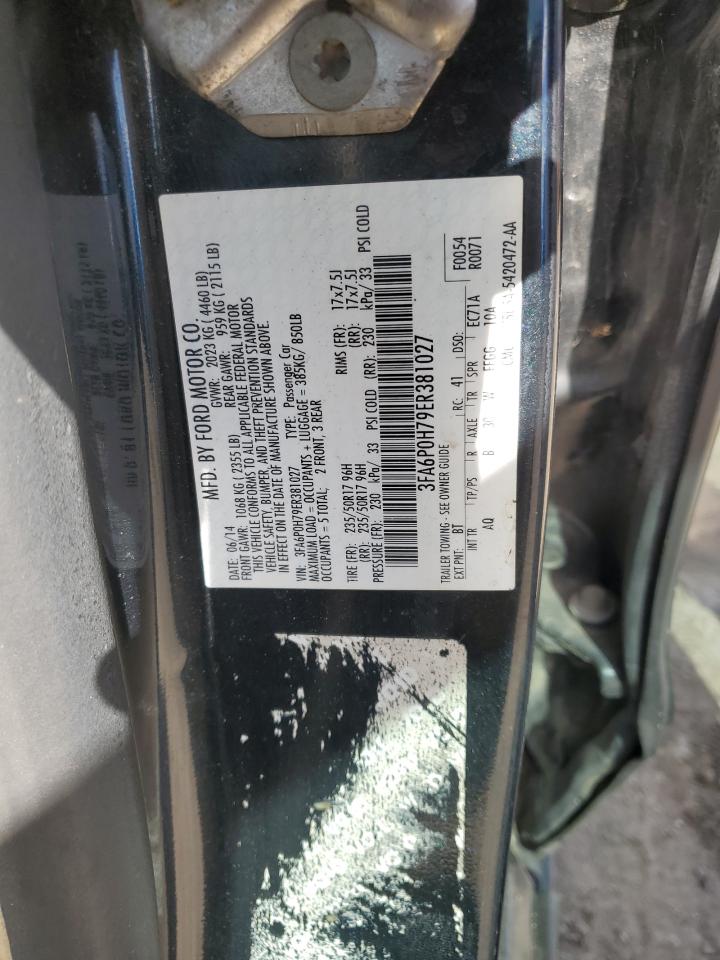 MFD. BY FORD MOTOR CO.
DATE: 06/14 GVWR: 2023 KG ( 4460 LB)
FRONT GAWR: 1068 KG ( 2355 LB) REAR GAWR: 959 KG ( 2115 LB)
THIS VEHICLE CONFORMS TO ALL APPLICABLE FEDERAL MOTOR
VEHICLE SAFETY, BUMPER, AND THEFT PREVENTION STANDARDS
IN EFFECT ON THE DATE OF MANUFACTURE SHOWN ABOVE.
VIN: 3FA6P0H79ER381027 TYPE: Passenger Car
MAXIMUM LOAD = OCCUPANTS + LUGGAGE = 385KG/ 850LB
OCCUPANTS = 5 TOTAL; 2 FRONT, 3 REAR
TIRE (FR): 235/50R17 96H RIMS (FR): 17x7.5J
(RR): 235/50R17 96H (RR): 17x7.5J
PRESSURE (FR): 230 kPa/ 33 PSI COLD (RR): 230 kPa/ 33 PSI COLD
3FA6P0H79ER381027
TRAILER TOWING - SEE OWNER GUIDE F0054
EXT PNT: BT RC: 41 DSO: R0071
INT TR TP/PS R AXLE TR SPR EC71A
AQ B 30 W FFGG 10A
CMC 5420472-AA